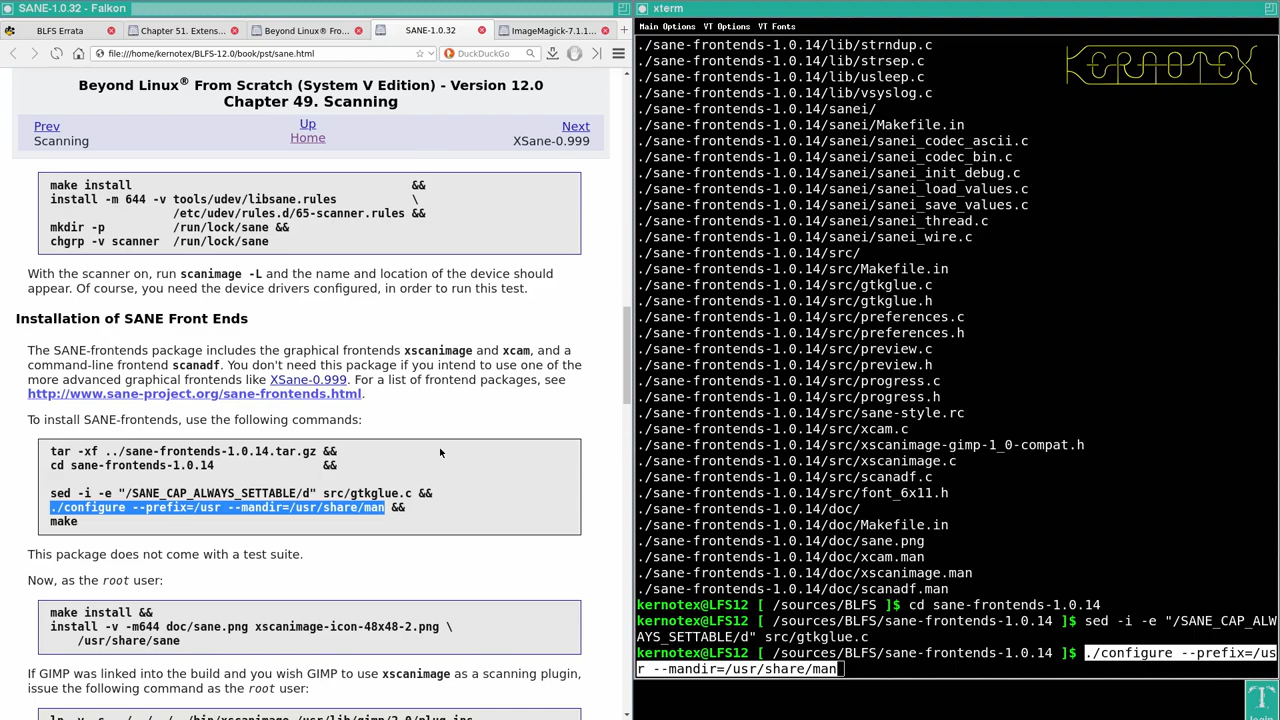 SANE-1.0.32 - Falkon
BLFS Errata
Chapter 51. Extens...
Beyond Linux® Fro...
SANE-1.0.32
ImageMagick-7.1.1...
file:///home/kernotex/BLFS-12.0/book/pst/sane.html
DuckDuckGo
Beyond Linux® From Scratch (System V Edition) - Version 12.0
Chapter 49. Scanning
Prev
Up
Next
Scanning
Home
XSane-0.999
make install &&
install -m 644 -v tools/udev/libsane.rules \
/etc/udev/rules.d/65-scanner.rules &&
mkdir -p /run/lock/sane &&
chgrp -v scanner /run/lock/sane
With the scanner on, run scanimage -L and the name and location of the device should
appear. Of course, you need the device drivers configured, in order to run this test.
Installation of SANE Front Ends
The SANE-frontends package includes the graphical frontends xscanimage and xcam, and a
command-line frontend scanadf. You don't need this package if you intend to use one of the
more advanced graphical frontends like XSane-0.999. For a list of frontend packages, see
http://www.sane-project.org/sane-frontends.html.
To install SANE-frontends, use the following commands:
tar -xf ../sane-frontends-1.0.14.tar.gz &&
cd sane-frontends-1.0.14 &&
sed -i -e "/SANE_CAP_ALWAYS_SETTABLE/d" src/gtkglue.c &&
./configure --prefix=/usr --mandir=/usr/share/man &&
make
This package does not come with a test suite.
Now, as the root user:
make install &&
install -v -m644 doc/sane.png xscanimage-icon-48x48-2.png \
/usr/share/sane
If GIMP was linked into the build and you wish GIMP to use xscanimage as a scanning plugin,
issue the following command as the root user:
xterm
Main Options VT Options VT Fonts
KERNOTEX
./sane-frontends-1.0.14/lib/strndup.c
./sane-frontends-1.0.14/lib/strsep.c
./sane-frontends-1.0.14/lib/usleep.c
./sane-frontends-1.0.14/lib/vsyslog.c
./sane-frontends-1.0.14/sanei/
./sane-frontends-1.0.14/sanei/Makefile.in
./sane-frontends-1.0.14/sanei/sanei_codec_ascii.c
./sane-frontends-1.0.14/sanei/sanei_codec_bin.c
./sane-frontends-1.0.14/sanei/sanei_init_debug.c
./sane-frontends-1.0.14/sanei/sanei_load_values.c
./sane-frontends-1.0.14/sanei/sanei_save_values.c
./sane-frontends-1.0.14/sanei/sanei_thread.c
./sane-frontends-1.0.14/sanei/sanei_wire.c
./sane-frontends-1.0.14/src/
./sane-frontends-1.0.14/src/Makefile.in
./sane-frontends-1.0.14/src/gtkglue.c
./sane-frontends-1.0.14/src/gtkglue.h
./sane-frontends-1.0.14/src/preferences.c
./sane-frontends-1.0.14/src/preferences.h
./sane-frontends-1.0.14/src/preview.c
./sane-frontends-1.0.14/src/preview.h
./sane-frontends-1.0.14/src/progress.c
./sane-frontends-1.0.14/src/progress.h
./sane-frontends-1.0.14/src/sane-style.rc
./sane-frontends-1.0.14/src/xcam.c
./sane-frontends-1.0.14/src/xscanimage-gimp-1_0-compat.h
./sane-frontends-1.0.14/src/xscanimage.c
./sane-frontends-1.0.14/src/scanadf.c
./sane-frontends-1.0.14/src/font_6x11.h
./sane-frontends-1.0.14/doc/
./sane-frontends-1.0.14/doc/Makefile.in
./sane-frontends-1.0.14/doc/sane.png
./sane-frontends-1.0.14/doc/xcam.man
./sane-frontends-1.0.14/doc/xscanimage.man
./sane-frontends-1.0.14/doc/scanadf.man
kernotex@LFS12 [ /sources/BLFS ]$ cd sane-frontends-1.0.14
kernotex@LFS12 [ /sources/BLFS/sane-frontends-1.0.14 ]$ sed -i -e "/SANE_CAP_ALW
AYS_SETTABLE/d" src/gtkglue.c
kernotex@LFS12 [ /sources/BLFS/sane-frontends-1.0.14 ]$ ./configure --prefix=/us
r --mandir=/usr/share/man